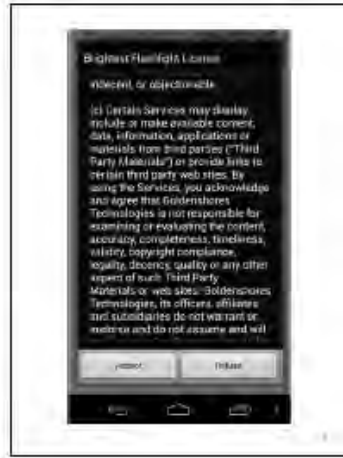 Brightest Flashlight License
indecent, or objectionable.
(c) Certain Services may display,
include or make available content,
data, information, applications or
materials from third parties ("Third
Party Materials") or provide links to
certain third party web sites. By
using the Services, you acknowledge
and agree that Goldenshores
Technologies is not responsible for
examining or evaluating the content,
accuracy, completeness, timeliness,
validity, copyright compliance,
legality, decency, quality or any other
aspect of such Third Party
Materials or web sites. Goldenshores
Technologies, its officers, affiliates
and subsidiaries do not warrant or
endorse and do not assume and will
Accept
Refuse